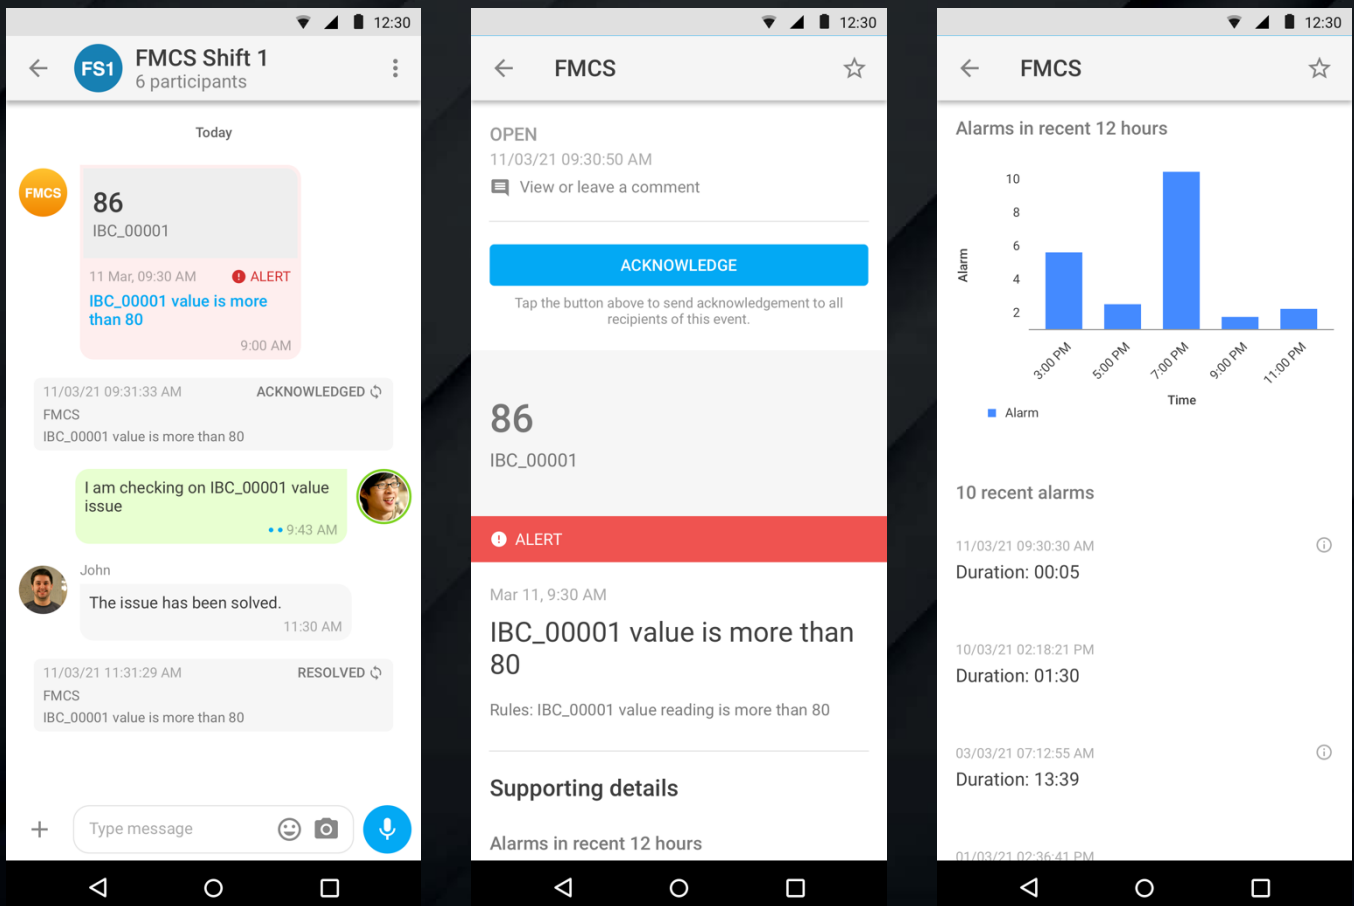 12:30
FS1
FMCS Shift 1
6 participants
Today
FMCS
86
IBC_00001
11 Mar, 09:30 AM
ALERT
IBC_00001 value is more
than 80
9:00 AM
11/03/21 09:31:33 AM
ACKNOWLEDGED
FMCS
IBC_00001 value is more than 80
I am checking on IBC_00001 value
issue
9:43 AM
John
The issue has been solved.
11:30 AM
11/03/21 11:31:29 AM
RESOLVED
FMCS
IBC_00001 value is more than 80
Type message
12:30
FMCS
OPEN
11/03/21 09:30:50 AM
View or leave a comment
ACKNOWLEDGE
Tap the button above to send acknowledgement to all
recipients of this event.
86
IBC_00001
ALERT
Mar 11, 9:30 AM
IBC_00001 value is more than
80
Rules: IBC_00001 value reading is more than 80
Supporting details
Alarms in recent 12 hours
12:30
FMCS
Alarms in recent 12 hours
10
8
6
4
2
Alarm
3:00 PM
5:00 PM
7:00 PM
9:00 PM
11:00 PM
Time
Alarm
10 recent alarms
11/03/21 09:30:30 AM
Duration: 00:05
10/03/21 02:18:21 PM
Duration: 01:30
03/03/21 07:12:55 AM
Duration: 13:39
01/03/21 02:36:41 PM